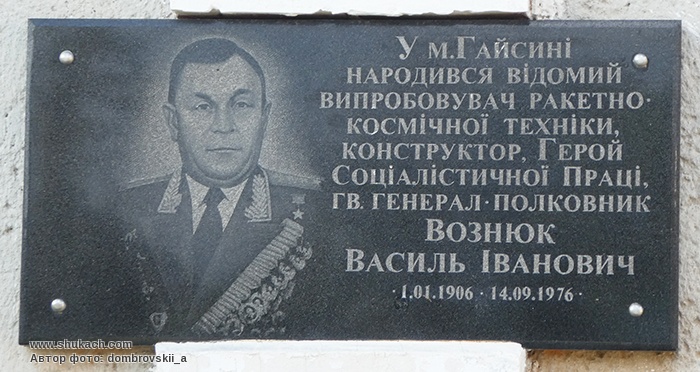 У м.Гайсині
народився відомий
випробовувач ракетно-
космічної техніки,
конструктор, Герой
Соціалістичної Праці,
гв. генерал-полковник
Вознюк
Василь Іванович
· 1.01.1906 · 14.09.1976 ·
www.shukach.com
Автор фото: dombrovskii_a